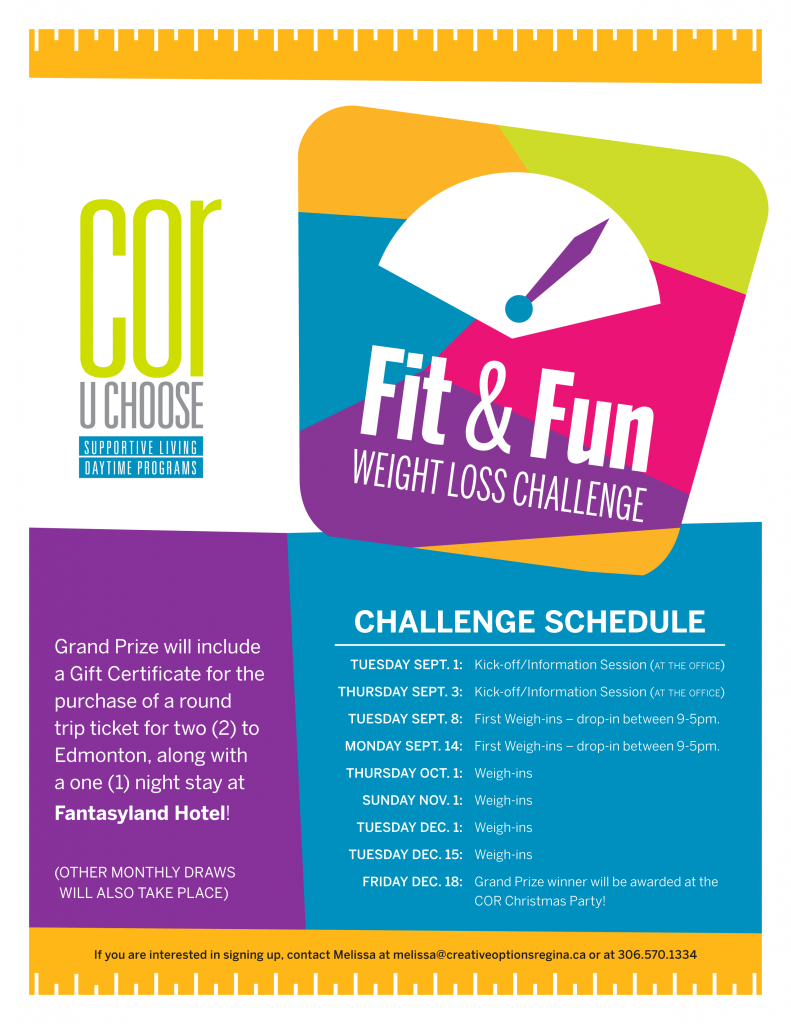 cor
U CHOOSE
SUPPORTIVE LIVING
DAYTIME PROGRAMS
Fit & Fun
WEIGHT LOSS CHALLENGE
Grand Prize will include
a Gift Certificate for the
purchase of a round
trip ticket for two (2) to
Edmonton, along with
a one (1) night stay at
Fantasyland Hotel!
(OTHER MONTHLY DRAWS
WILL ALSO TAKE PLACE)
CHALLENGE SCHEDULE
TUESDAY SEPT. 1: Kick-off/Information Session (AT THE OFFICE)
THURSDAY SEPT. 3: Kick-off/Information Session (AT THE OFFICE)
TUESDAY SEPT. 8: First Weigh-ins – drop-in between 9-5pm.
MONDAY SEPT. 14: First Weigh-ins – drop-in between 9-5pm.
THURSDAY OCT. 1: Weigh-ins
SUNDAY NOV. 1: Weigh-ins
TUESDAY DEC. 1: Weigh-ins
TUESDAY DEC. 15: Weigh-ins
FRIDAY DEC. 18: Grand Prize winner will be awarded at the
COR Christmas Party!
If you are interested in signing up, contact Melissa at melissa@creativeoptionsregina.ca or at 306.570.1334